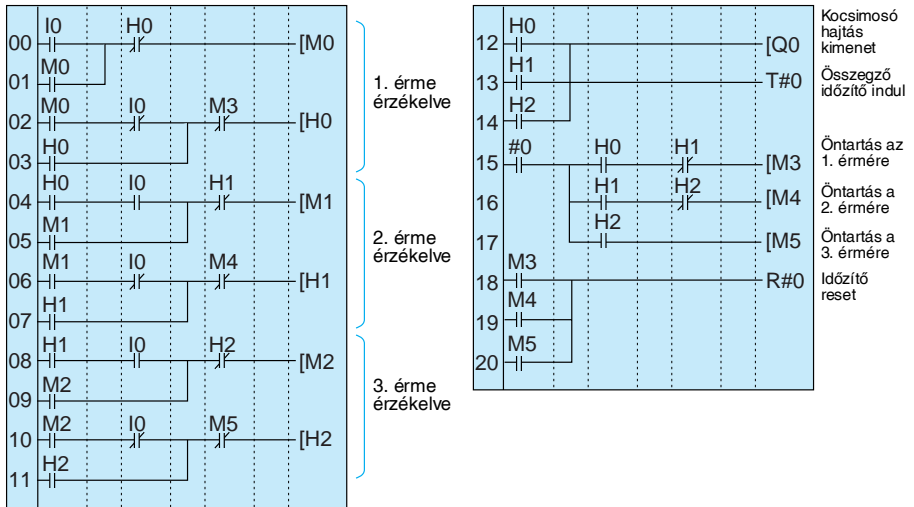 I0 H0
00 [M0
M0
01
M0 I0 M3
02 [H0
H0
03
H0 I0 H1
04 [M1
M1
05
M1 I0 M4
06 [H1
H1
07
H1 I0 H2
08 [M2
M2
09
M2 I0 M5
10 [H2
H2
11
1. érme
érzékelve
2. érme
érzékelve
3. érme
érzékelve
H0
12 [Q0
H1
13 T#0
H2
14
#0 H0 H1
15 [M3
H1 H2
16 [M4
H2
17 [M5
M3
18 R#0
M4
19
M5
20
Kocsimosó
hajtás
kimenet
Összegző
időzítő indul
Öntartás az
1. érmére
Öntartás a
2. érmére
Öntartás a
3. érmére
Időzítő
reset